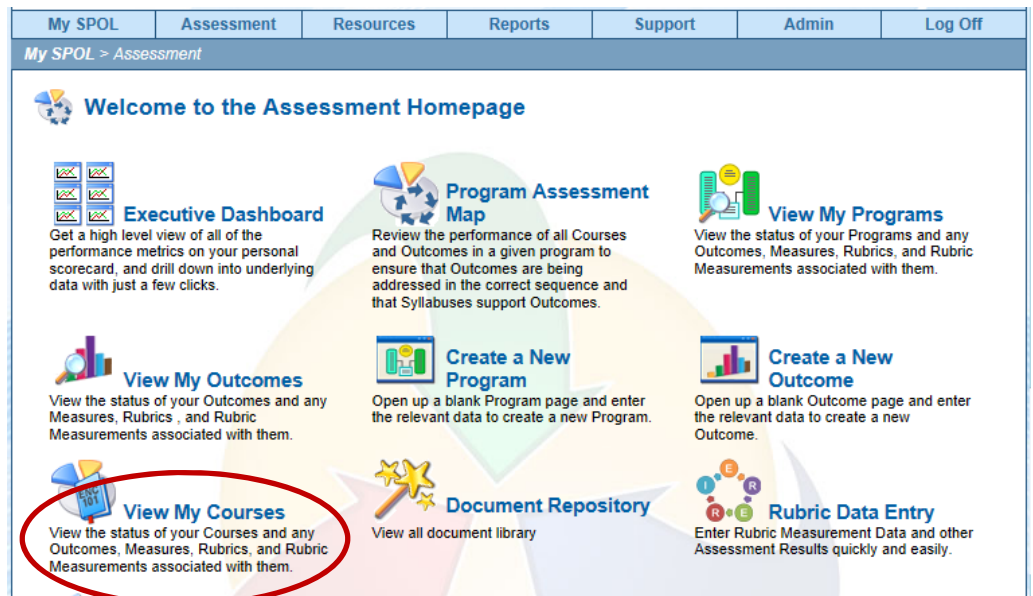 My SPOL Assessment Resources Reports Support Admin Log Off
My SPOL > Assessment
Welcome to the Assessment Homepage
Executive Dashboard
Get a high level view of all of the
performance metrics on your personal
scorecard, and drill down into underlying
data with just a few clicks.
Program Assessment
Map
Review the performance of all Courses
and Outcomes in a given program to
ensure that Outcomes are being
addressed in the correct sequence and
that Syllabuses support Outcomes.
View My Programs
View the status of your Programs and any
Outcomes, Measures, Rubrics, and Rubric
Measurements associated with them.
View My Outcomes
View the status of your Outcomes and any
Measures, Rubrics , and Rubric
Measurements associated with them.
Create a New
Program
Open up a blank Program page and enter
the relevant data to create a new Program.
Create a New
Outcome
Open up a blank Outcome page and enter
the relevant data to create a new
Outcome.
ENC
101
View My Courses
View the status of your Courses and any
Outcomes, Measures, Rubrics, and Rubric
Measurements associated with them.
Document Repository
View all document library
E
I R
R E
Rubric Data Entry
Enter Rubric Measurement Data and other
Assessment Results quickly and easily.